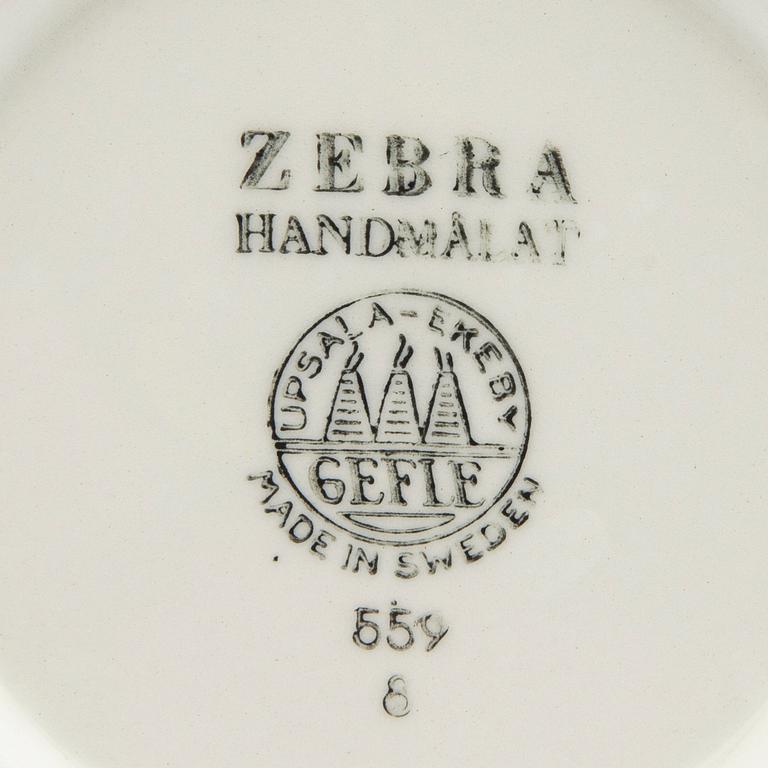 ZEBRA
HANDMÅLAT
UPSALA-EKEBY
GEFLE
MADE IN SWEDEN
559
8